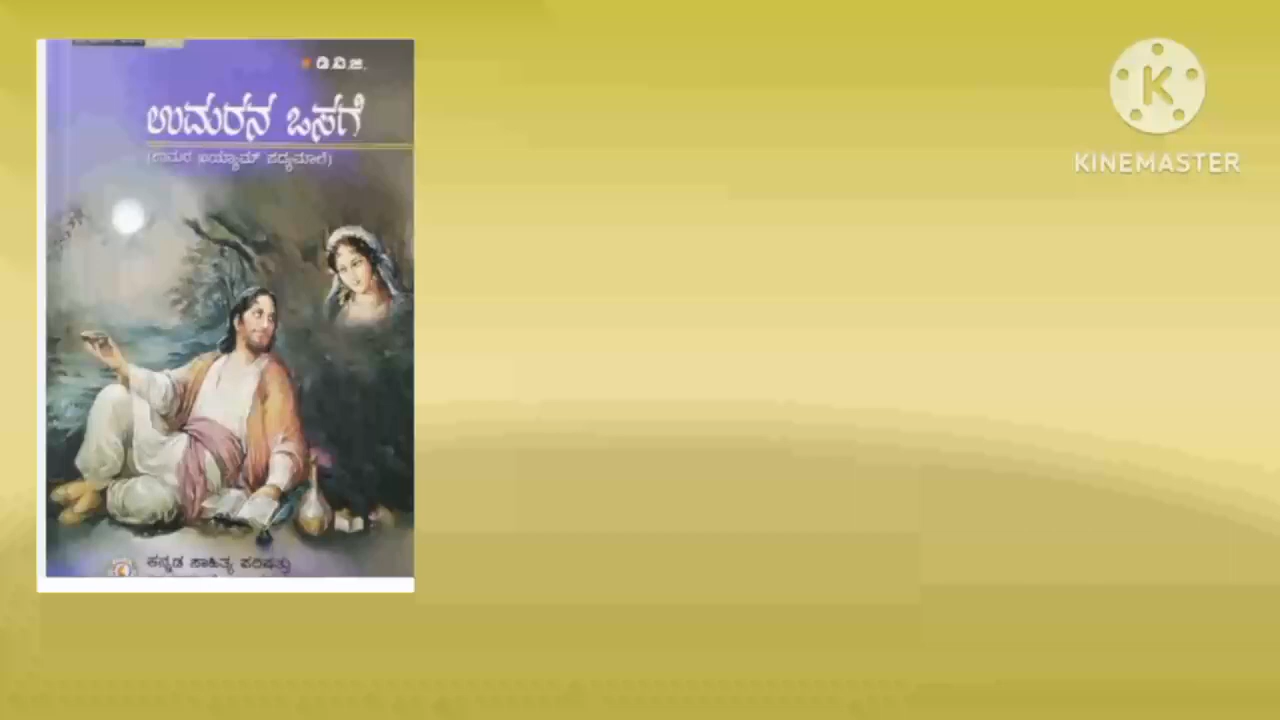 ಡಿ.ವಿ.ಜಿ.
ಉಮರನ ಒಸಗೆ
(ಉಮರ ಖಯ್ಯಾಮ್ ಪದ್ಯಮಾಲೆ)
ಕನ್ನಡ ಸಾಹಿತ್ಯ ಪರಿಷತ್ತು
K
KINEMASTER